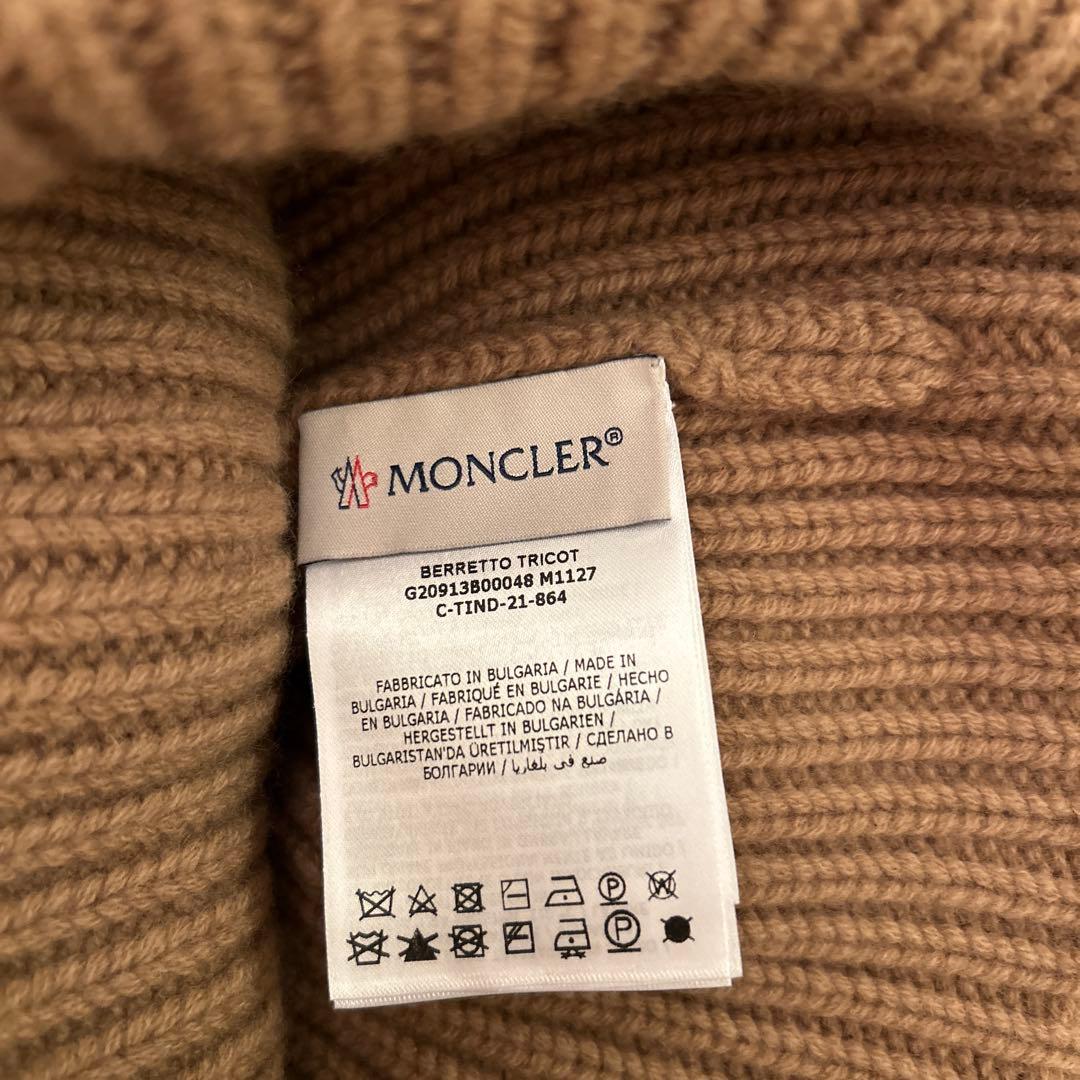 MONCLER®
BERRETTO TRICOT
G20913B00048 M1127
C-TIND-21-864
FABBRICATO IN BULGARIA / MADE IN
BULGARIA / FABRIQUÉ EN BULGARIE / HECHO
EN BULGARIA / FABRICADO NA BULGÁRIA /
HERGESTELLT IN BULGARIEN /
BULGARISTAN'DA ÜRETILMIŞTIR / СДЕЛАНО В
БОЛГАРИИ / صنع في بلغاريا
P W
P